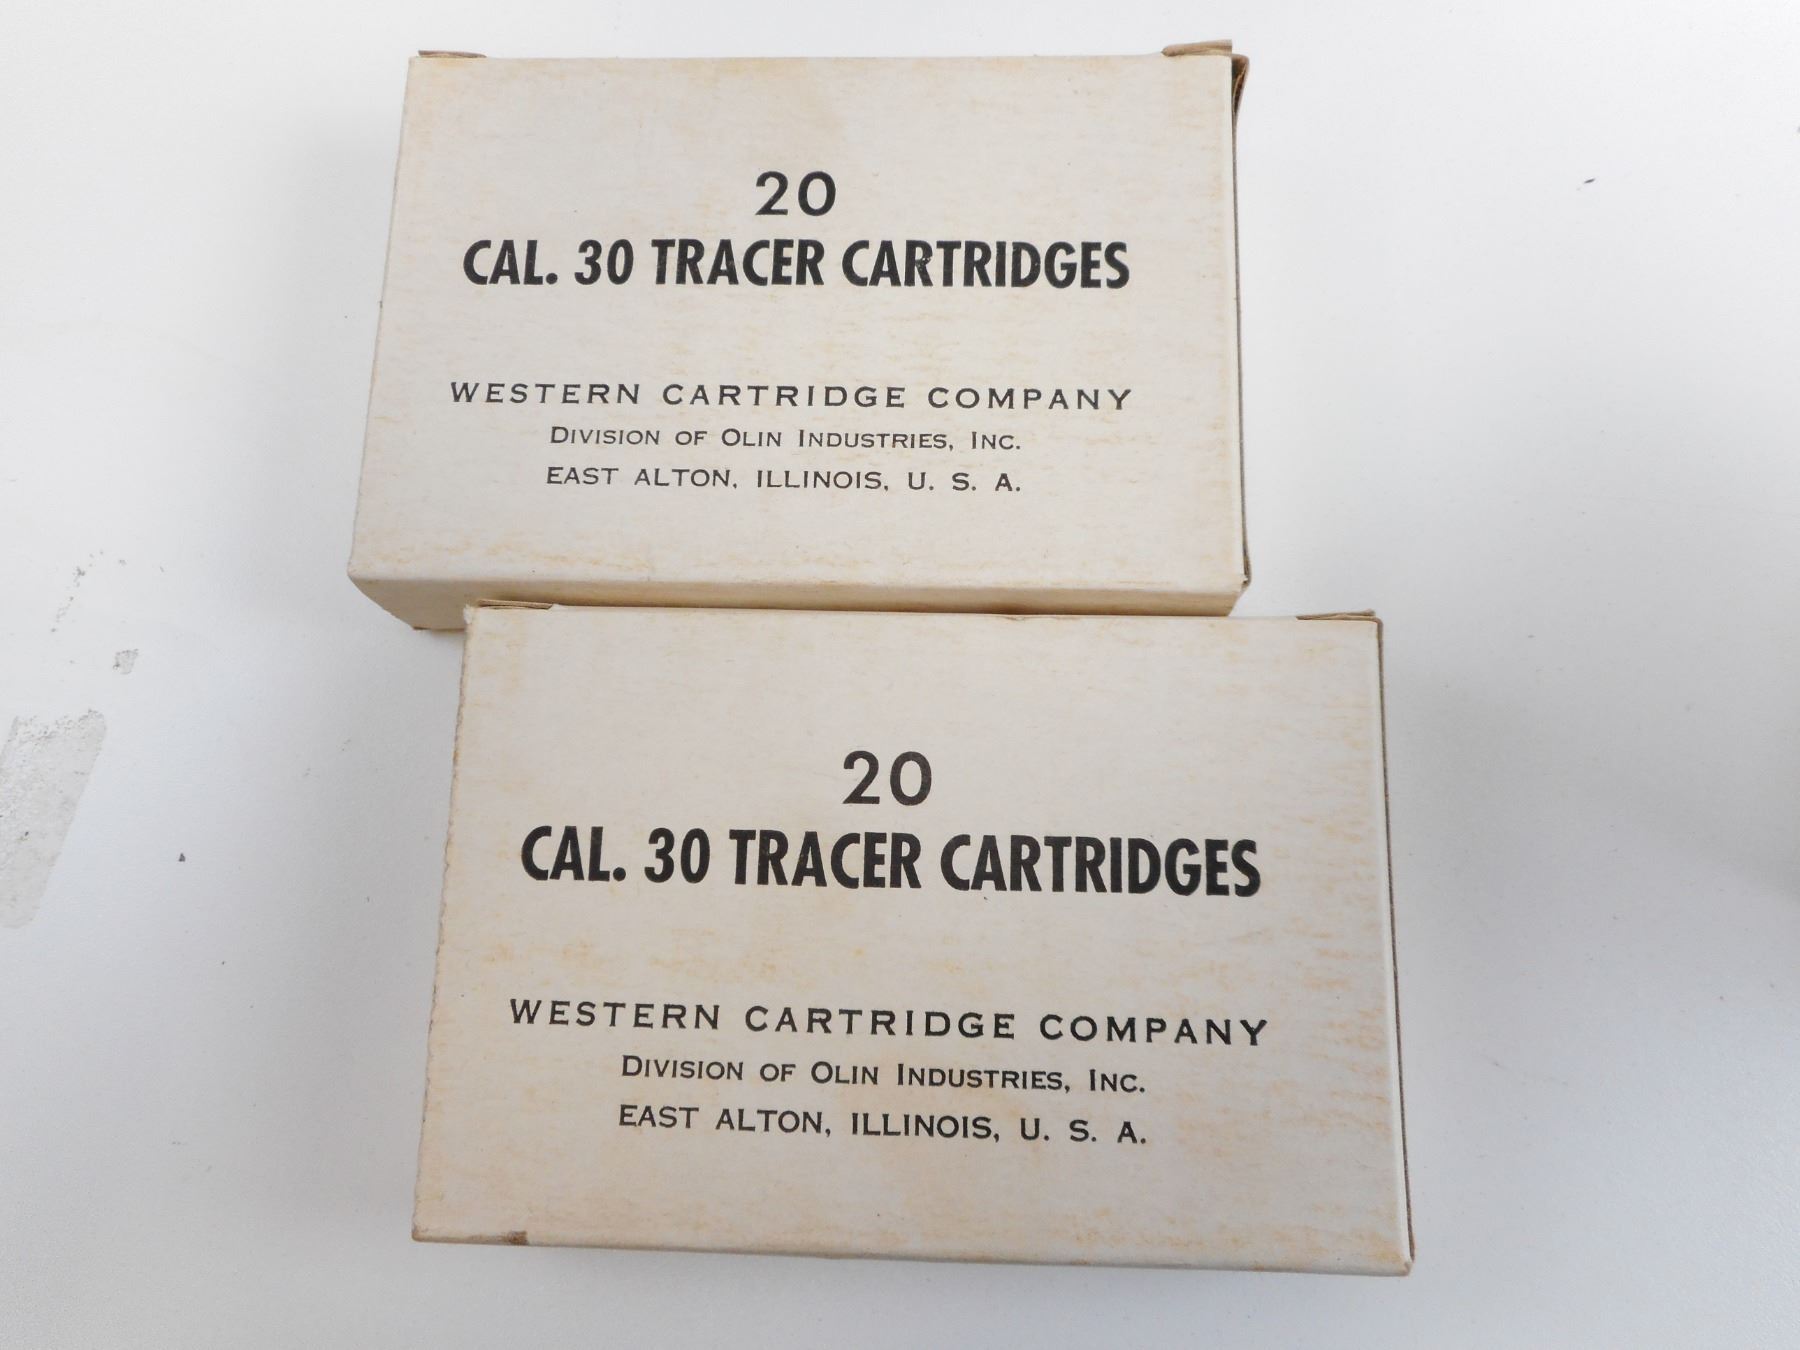 20
CAL. 30 TRACER CARTRIDGES
WESTERN CARTRIDGE COMPANY
DIVISION OF OLIN INDUSTRIES, INC.
EAST ALTON, ILLINOIS, U. S. A.
20
CAL. 30 TRACER CARTRIDGES
WESTERN CARTRIDGE COMPANY
DIVISION OF OLIN INDUSTRIES, INC.
EAST ALTON, ILLINOIS, U. S. A.